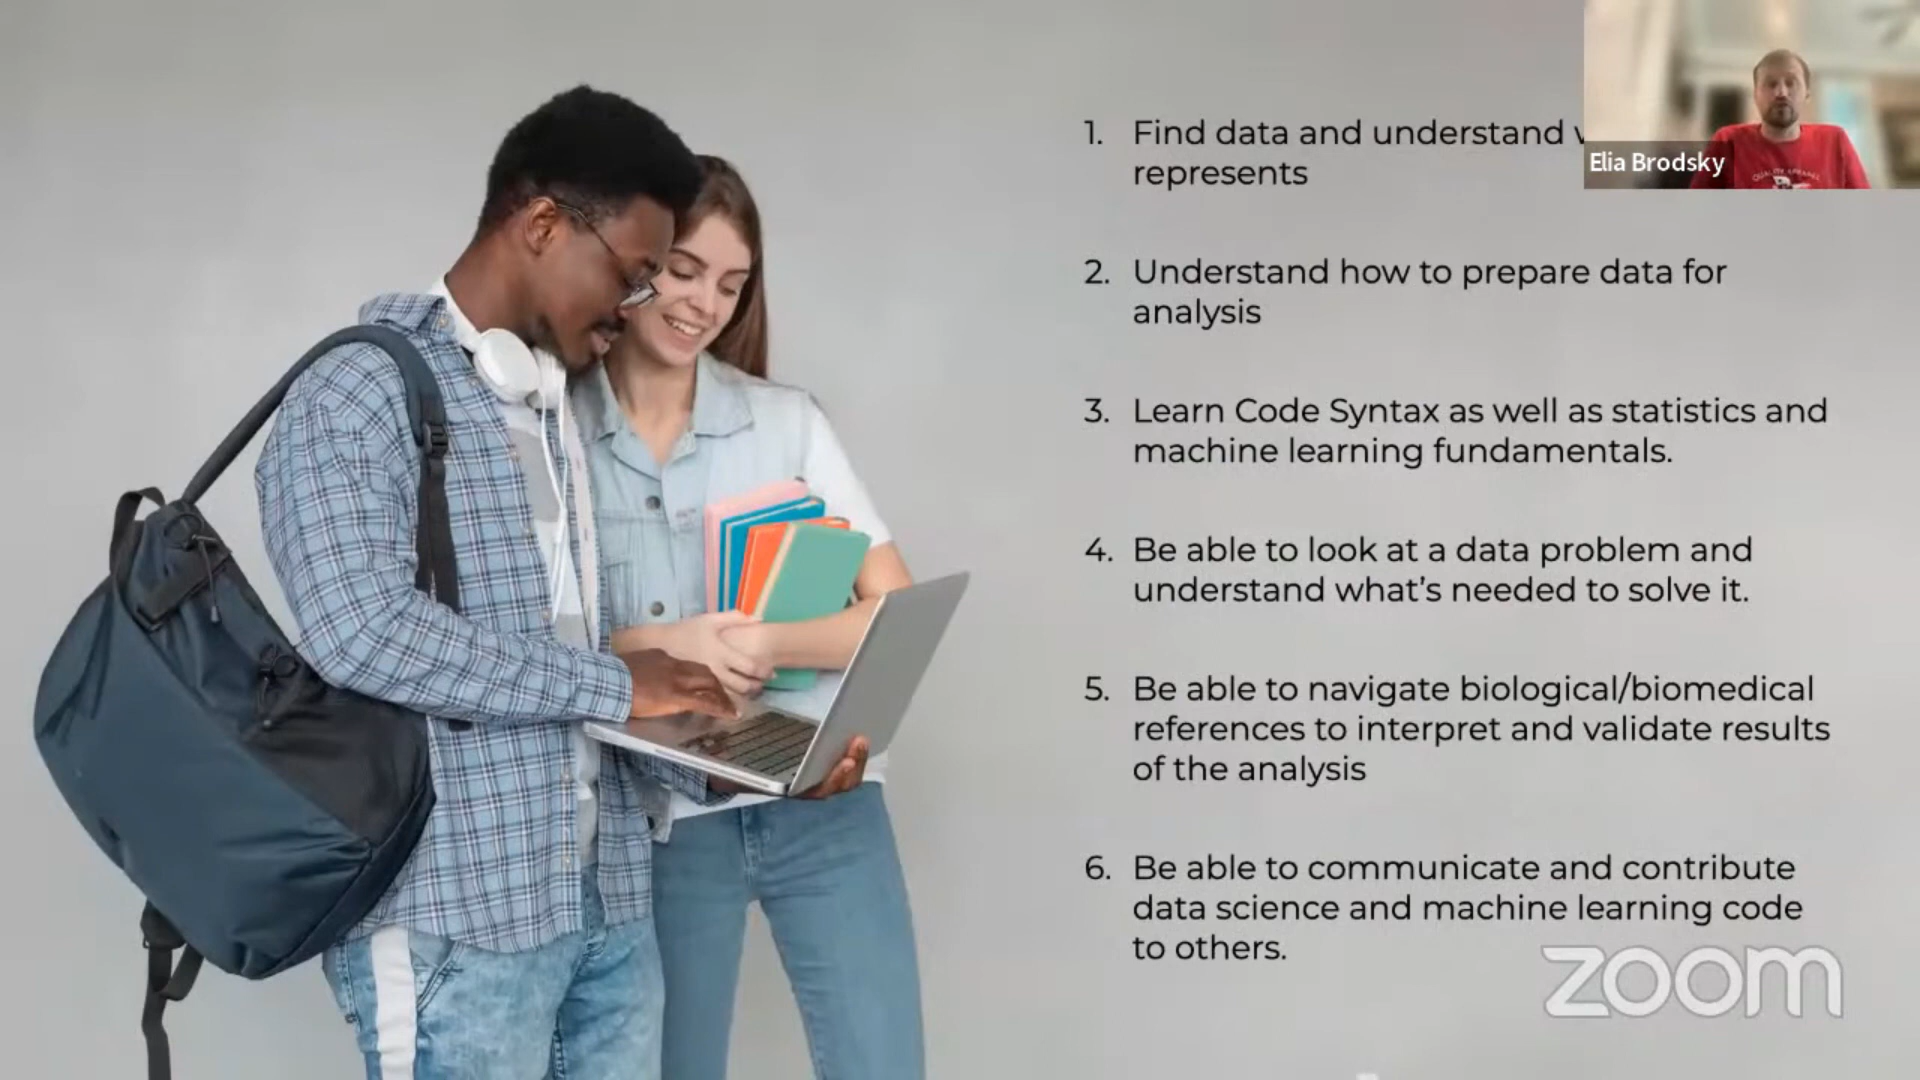 1. Find data and understand
represents
Elia Brodsky
QUALITY APPAREL
2. Understand how to prepare data for
analysis
3. Learn Code Syntax as well as statistics and
machine learning fundamentals.
4. Be able to look at a data problem and
understand what's needed to solve it.
5. Be able to navigate biological/biomedical
references to interpret and validate results
of the analysis
6. Be able to communicate and contribute
data science and machine learning code
to others.
zoom